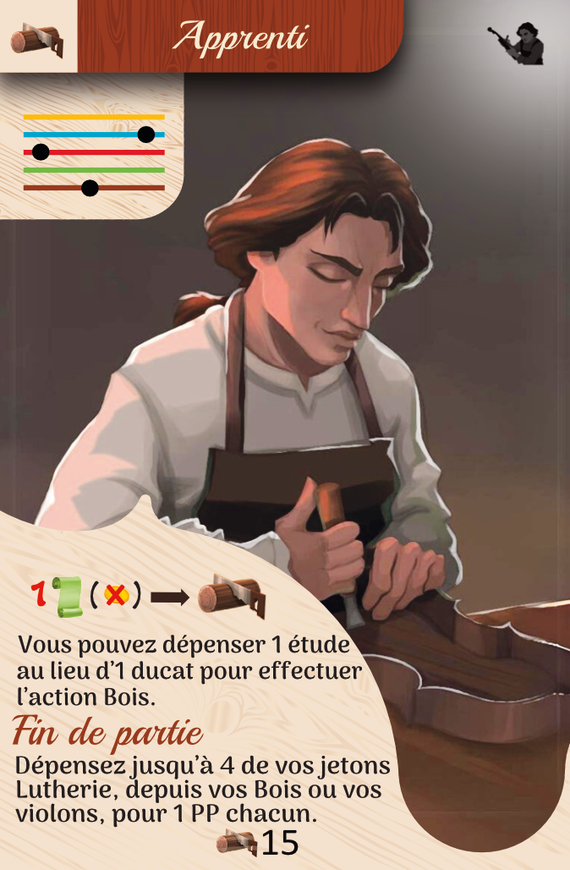 Apprenti
1 ( )
Vous pouvez dépenser 1 étude
au lieu d'1 ducat pour effectuer
l'action Bois.
Fin de partie
Dépensez jusqu'à 4 de vos jetons
Lutherie, depuis vos Bois ou vos
violons, pour 1 PP chacun.
15